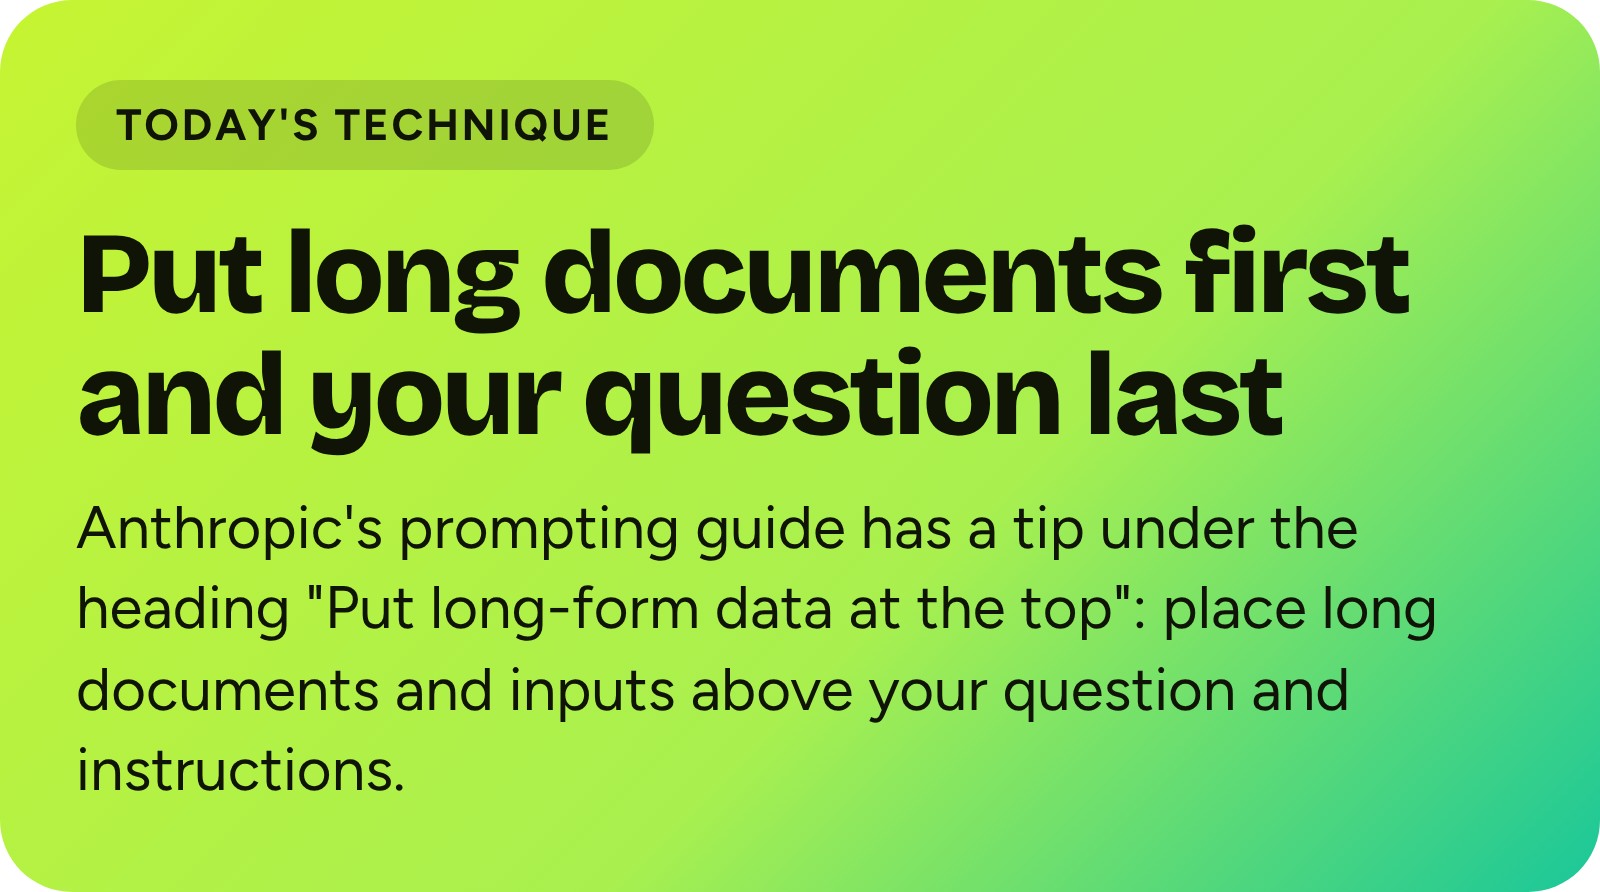 TODAY'S TECHNIQUE
Put long documents first
and your question last
Anthropic's prompting guide has a tip under the
heading "Put long-form data at the top": place long
documents and inputs above your question and
instructions.